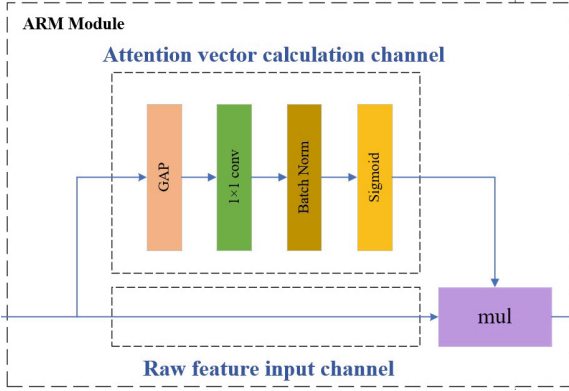 ARM Module
Attention vector calculation channel
GAP
1×1 conv
Batch Norm
Sigmoid
mul
Raw feature input channel